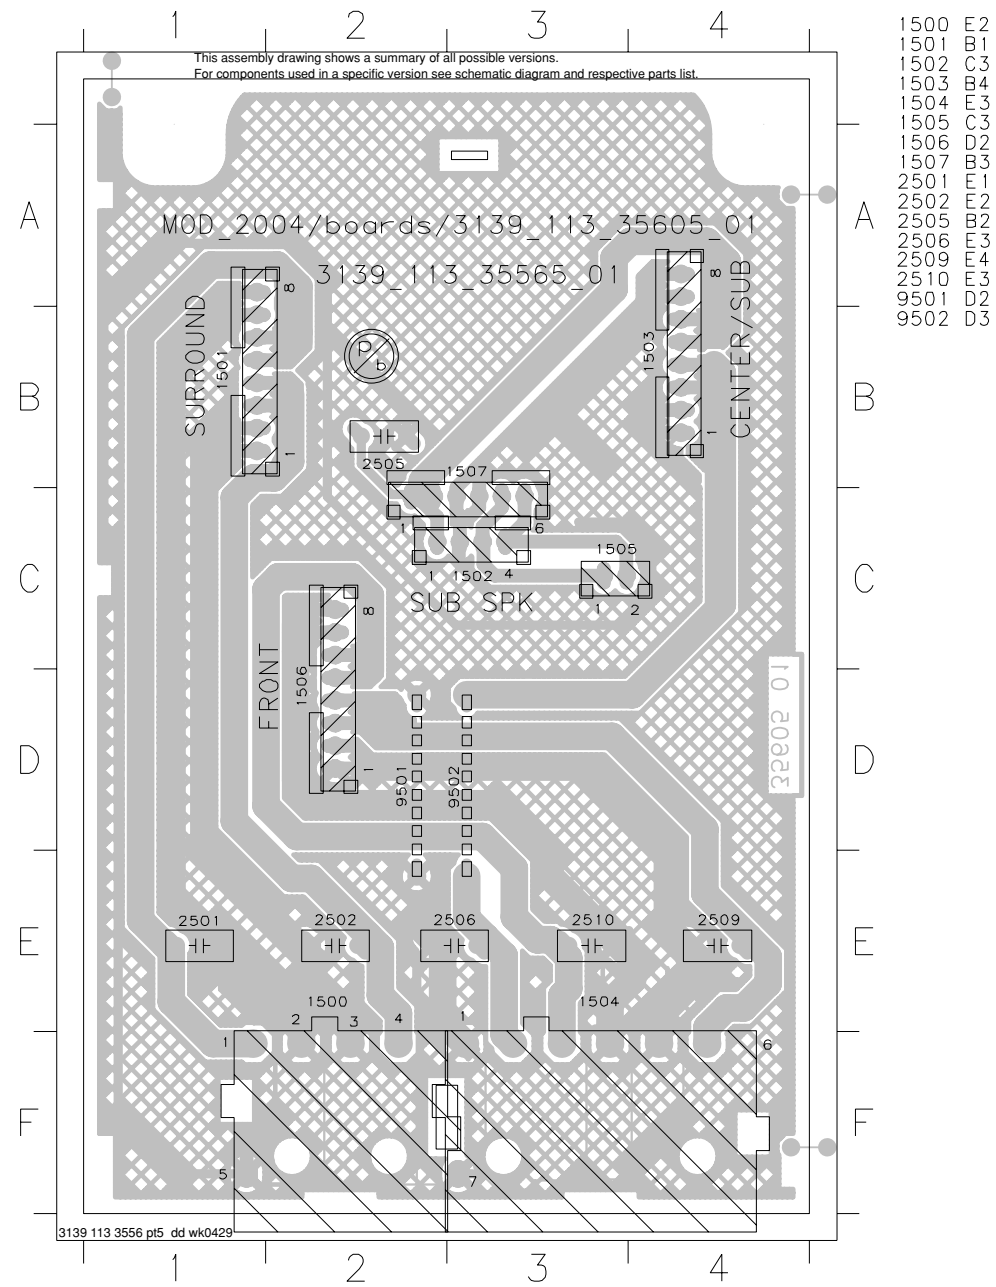 1 2 3 4
This assembly drawing shows a summary of all possible versions.
For components used in a specific version see schematic diagram and respective parts list.
1500 E2
1501 B1
1502 C3
1503 B4
1504 E3
1505 C3
1506 D2
1507 B3
2501 E1
2502 E2
2505 B2
2506 E3
2509 E4
2510 E3
9501 D2
9502 D3
A A
MOD_2004/boards/3139_113_35605_01
3139_113_35565_01
8
8
SURROUND
1501
1
CENTER/SUB
1503
1
B B
P
b
2505
1507
1 6
1505
1 1502 4
1 2
SUB SPK
C C
8
FRONT
1506
1
9501
9502
35605 01
D D
2501 2502 2506 2510 2509
E E
1500 1504
2 3 4 1
1 6
F F
5 7
3139 113 3556 pt5 dd wk0429
1 2 3 4